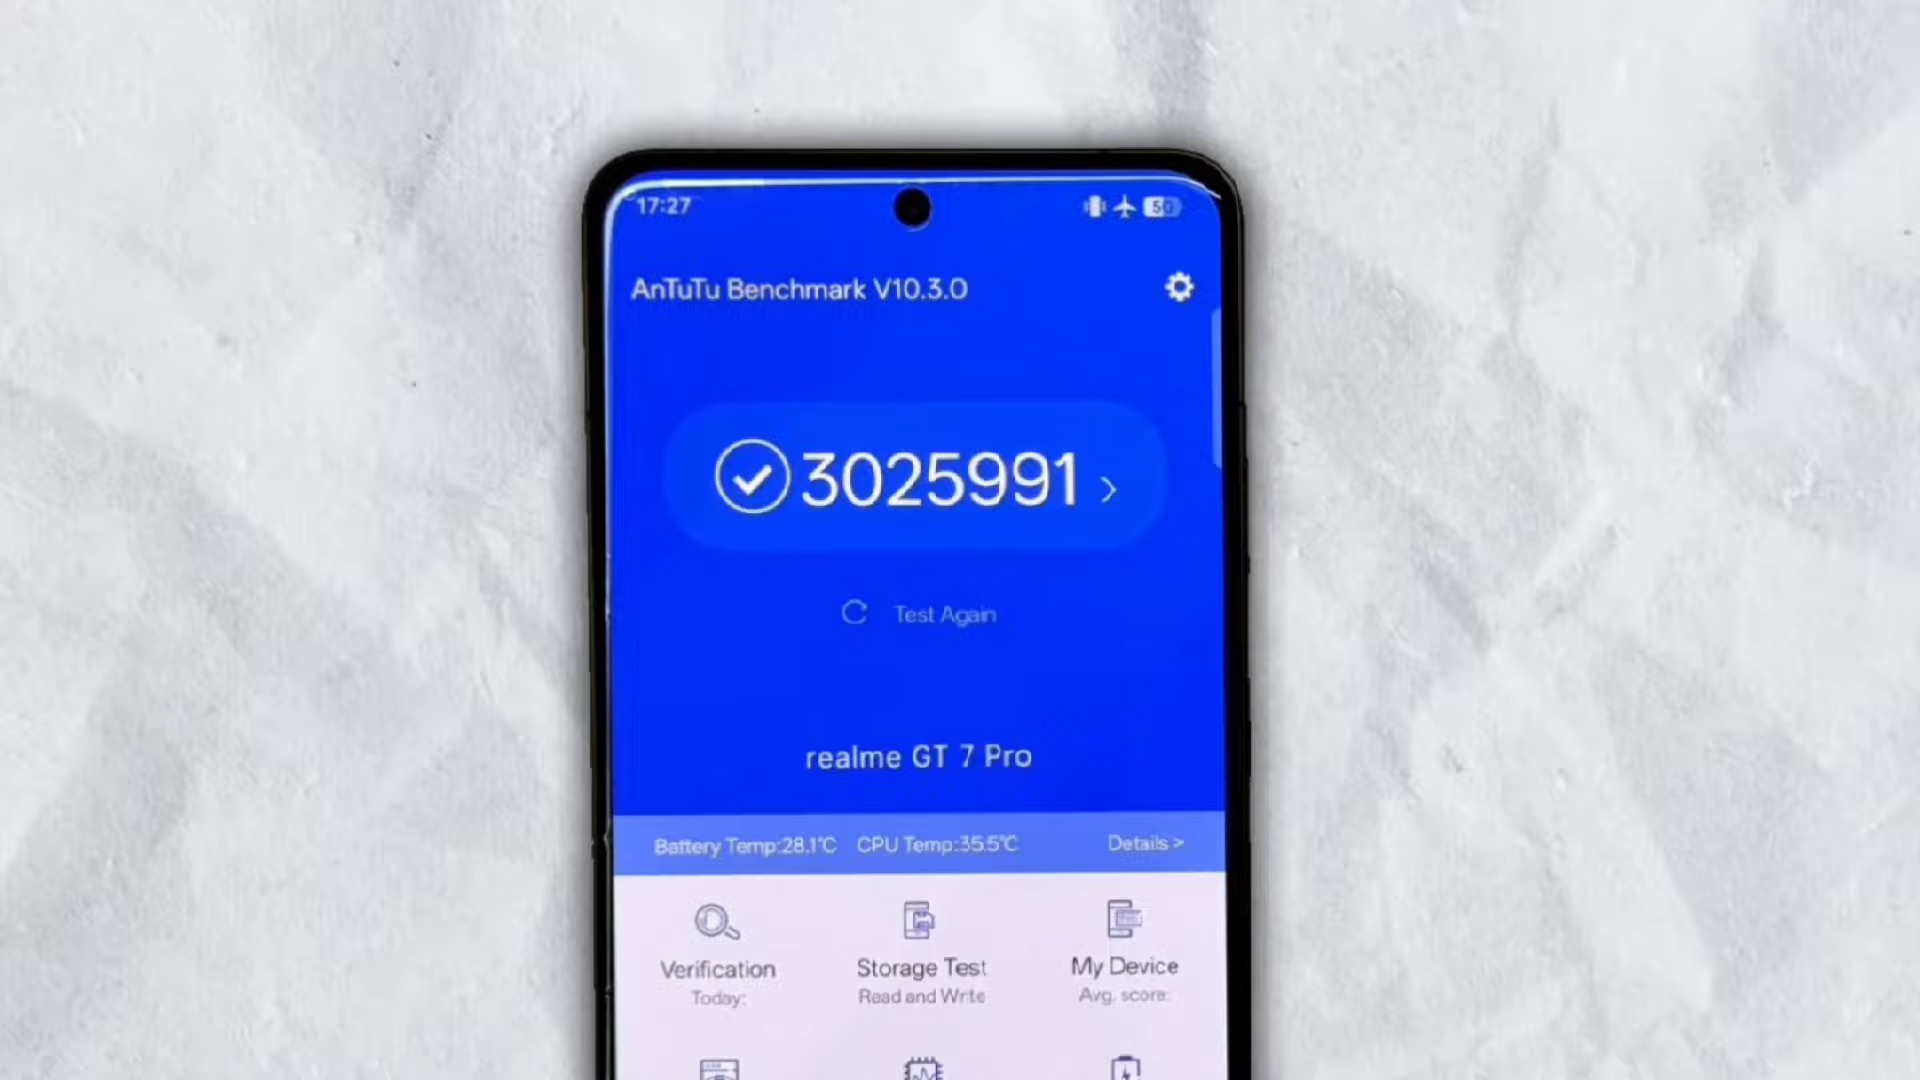 17:27
50
AnTuTu Benchmark V10.3.0
3025991 >
Test Again
realme GT 7 Pro
Battery Temp:28.1°C CPU Temp:35.5°C Details >
Verification Storage Test My Device
Today: Read and Write Avg. score: